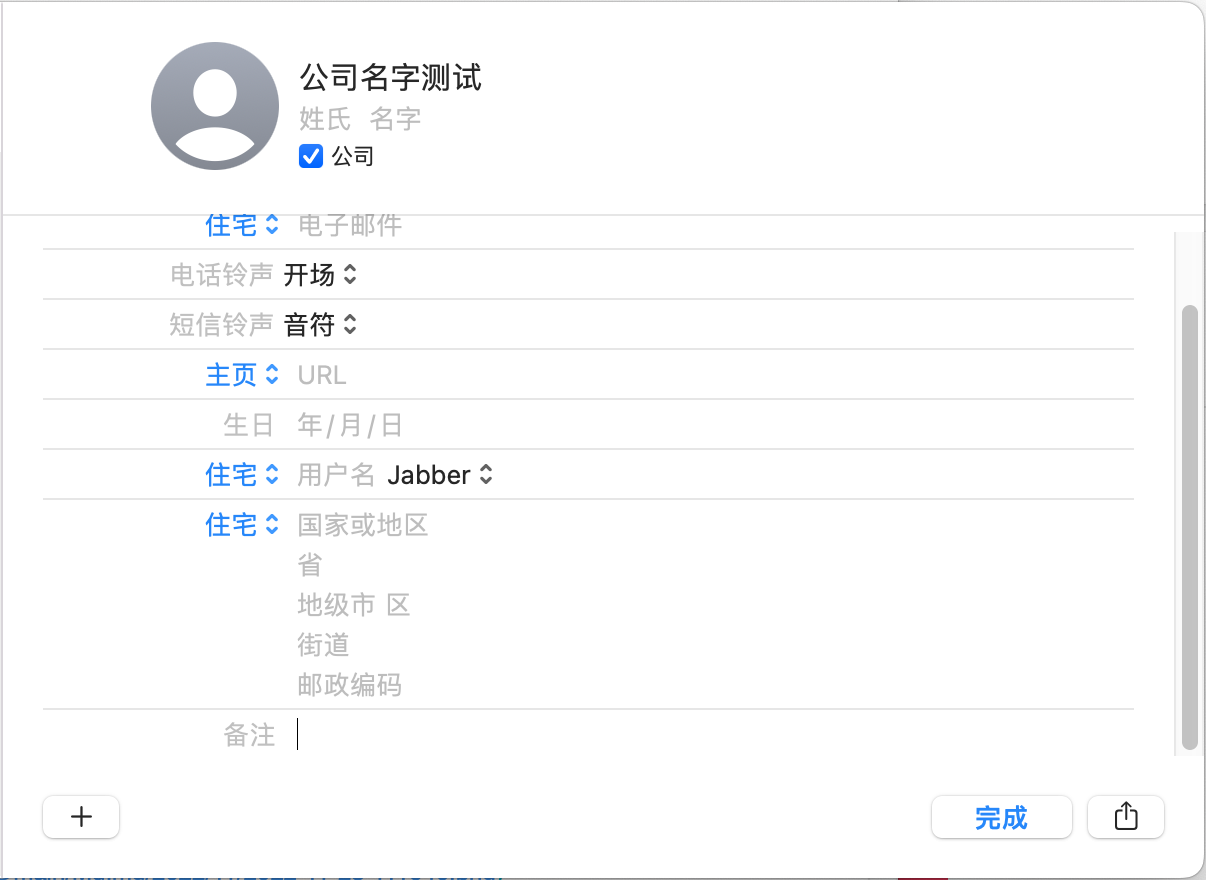 公司名字测试
姓氏 名字
公司
住宅 电子邮件
电话铃声 开场
短信铃声 音符
主页 URL
生日 年/月/日
住宅 用户名 Jabber
住宅 国家或地区
省
地级市 区
街道
邮政编码
备注
完成